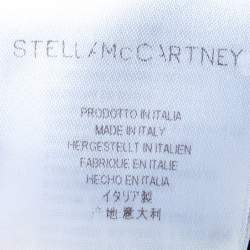 STELLAMcCARTNEY
PRODOTTO IN ITALIA
MADE IN ITALY
HERGESTELLT IN ITALIEN
FABRIQUE EN ITALIE
HECHO EN ITALIA
イタリア製
产地 意大利